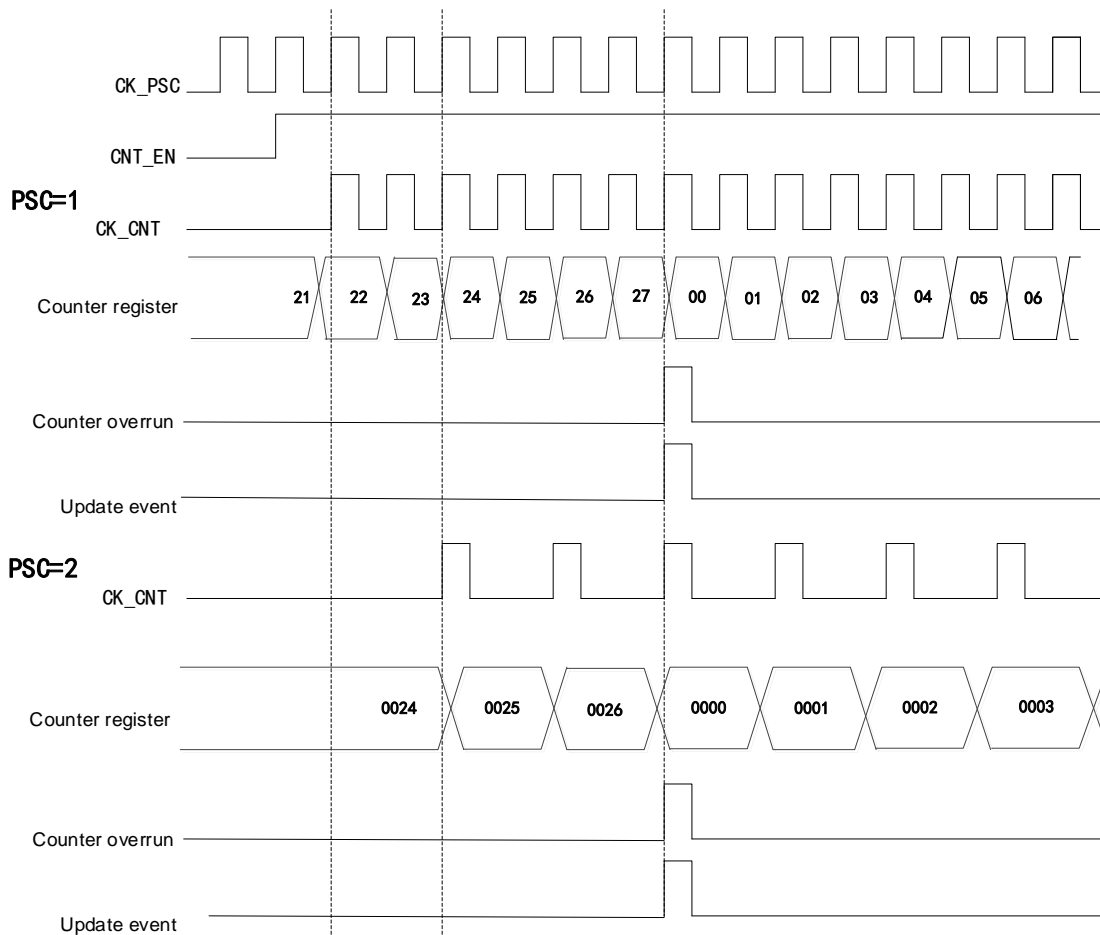 CK_PSC
CNT_EN
PSC=1
CK_CNT
Counter register 21 22 23 24 25 26 27 00 01 02 03 04 05 06
Counter overrun
Update event
PSC=2
CK_CNT
Counter register 0024 0025 0026 0000 0001 0002 0003
Counter overrun
Update event